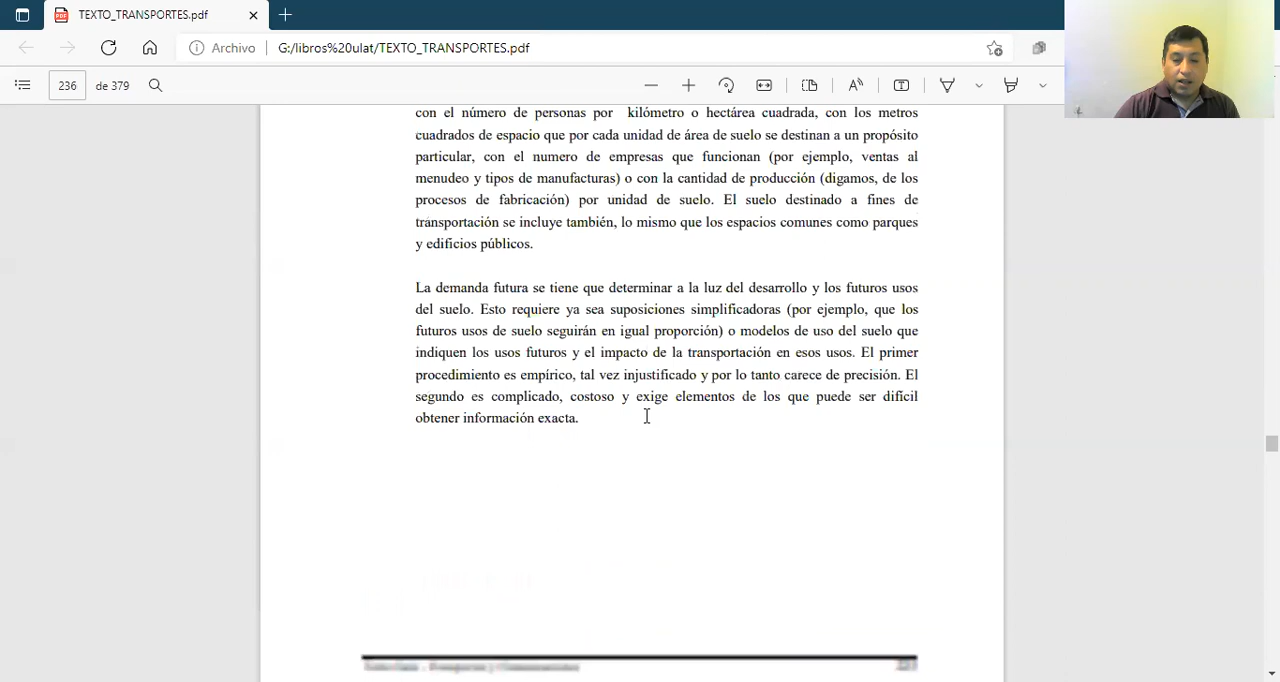 TEXTO_TRANSPORTES.pdf
Archivo
G:/libros%20ulat/TEXTO_TRANSPORTES.pdf
236
de 379
con el número de personas por kilómetro o hectárea cuadrada, con los metros
cuadrados de espacio que por cada unidad de área de suelo se destinan a un propósito
particular, con el numero de empresas que funcionan (por ejemplo, ventas al
menudeo y tipos de manufacturas) o con la cantidad de producción (digamos, de los
procesos de fabricación) por unidad de suelo. El suelo destinado a fines de
transportación se incluye también, lo mismo que los espacios comunes como parques
y edificios públicos.
La demanda futura se tiene que determinar a la luz del desarrollo y los futuros usos
del suelo. Esto requiere ya sea suposiciones simplificadoras (por ejemplo, que los
futuros usos de suelo seguirán en igual proporción) o modelos de uso del suelo que
indiquen los usos futuros y el impacto de la transportación en esos usos. El primer
procedimiento es empírico, tal vez injustificado y por lo tanto carece de precisión. El
segundo es complicado, costoso y exige elementos de los que puede ser difícil
obtener información exacta.